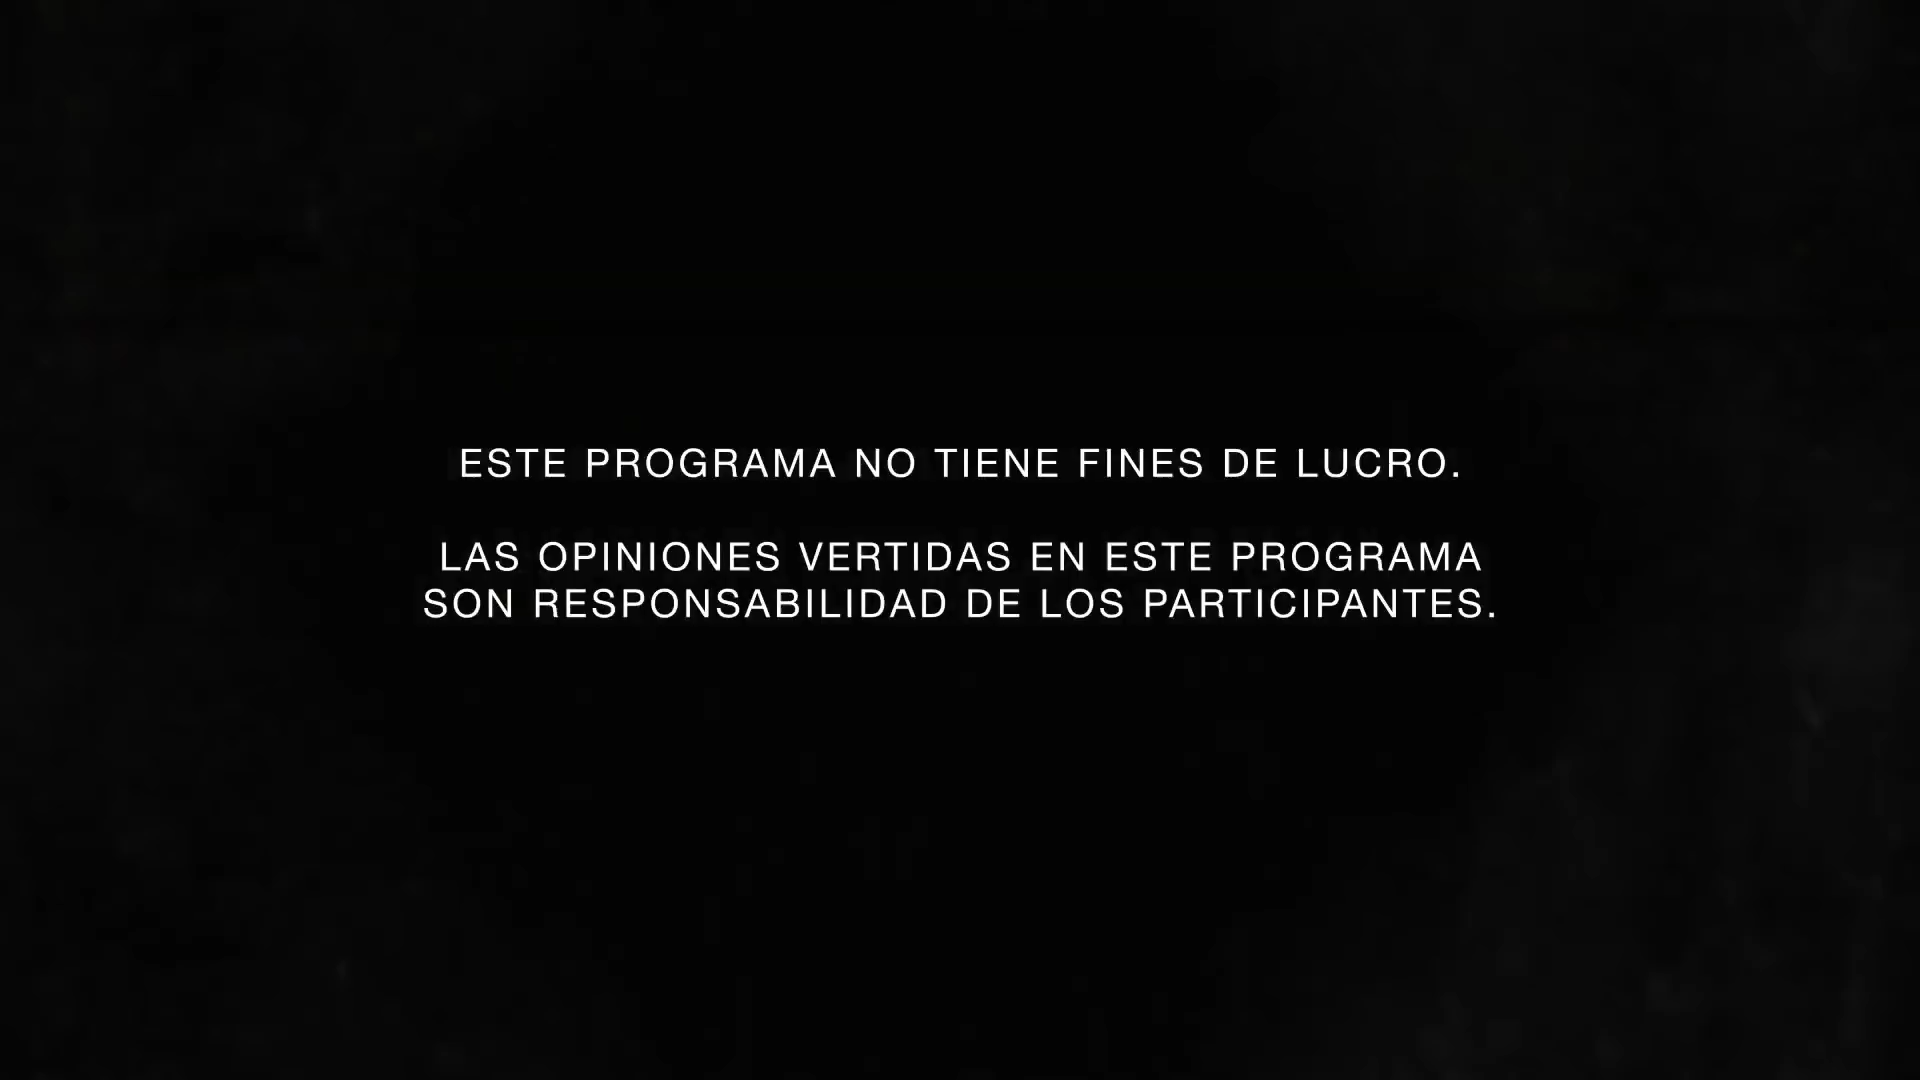 ESTE PROGRAMA NO TIENE FINES DE LUCRO.
LAS OPINIONES VERTIDAS EN ESTE PROGRAMA
SON RESPONSABILIDAD DE LOS PARTICIPANTES.